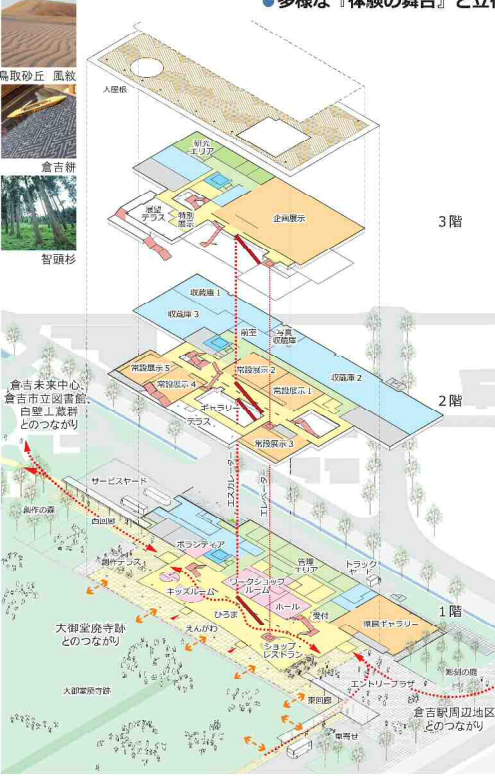 ●多様な『体験の舞台』と立
鳥取砂丘 風紋
倉吉絣
智頭杉
大屋根
研究
エリア
展望
テラス
特別
展示
企画展示
3階
収蔵庫1
収蔵庫3
前室
写真
収蔵庫
収蔵庫2
常設展示5
常設展示4
常設展示2
常設展示1
ギャラリー
テラス
常設展示3
2階
倉吉未来中心、
倉吉市立図書館、
白壁土蔵群
とのつながり
エスカレーター
エレベーター
サービスヤード
創作の森
西回廊
創作テラス
ボランティア
管理
エリア
トラック
ヤード
キッズルーム
ワークショップ
ルーム
ホール
ひろま
受付
えんがわ
ショップ
レストラン
県民ギャラリー
1階
大御堂廃寺跡
とのつながり
大御堂廃寺跡
エントリープラザ
彫刻の庭
東回廊
車寄せ
倉吉駅周辺地区
とのつながり